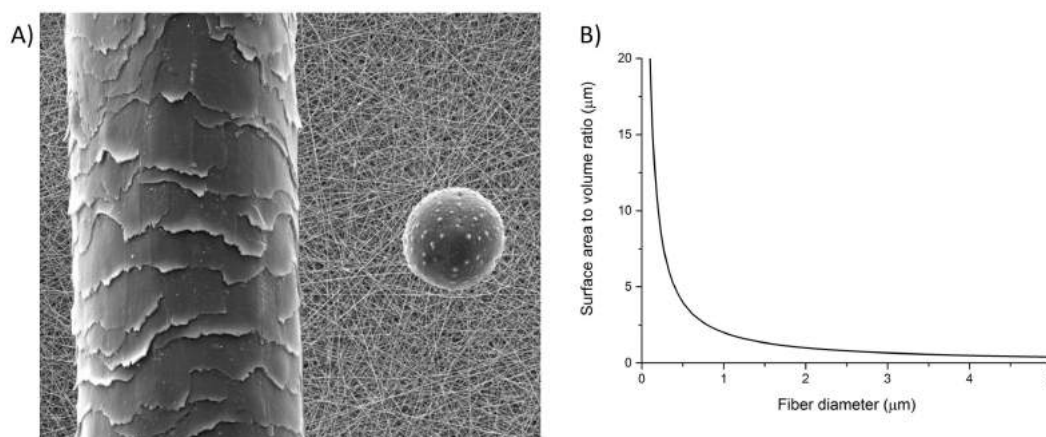 A)
B)
Surface area to volume ratio (μm)
20
15
10
5
0
0
1
2
3
4
Fiber diameter (μm)